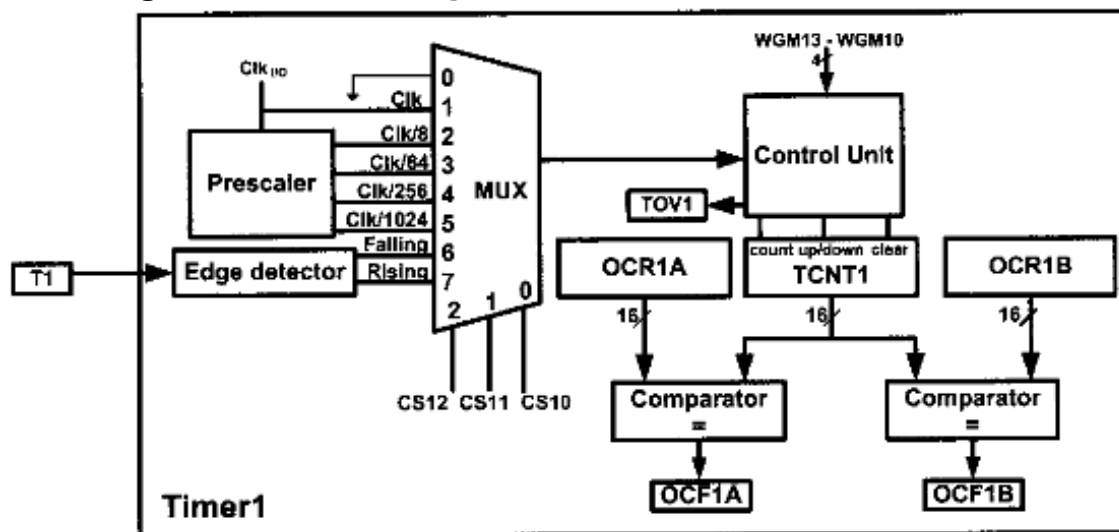 WGM13 - WGM10
4
Clk I/O
0
Clk
1
Clk/8
2
Clk/64
3
Clk/256
4
Clk/1024
5
Falling
6
Rising
7
Prescaler
MUX
Control Unit
TOV1
T1
Edge detector
2 1 0
CS12 CS11 CS10
OCR1A
count up/down clear
TCNT1
OCR1B
16
16
16
Comparator
=
Comparator
=
OCF1A
OCF1B
Timer1